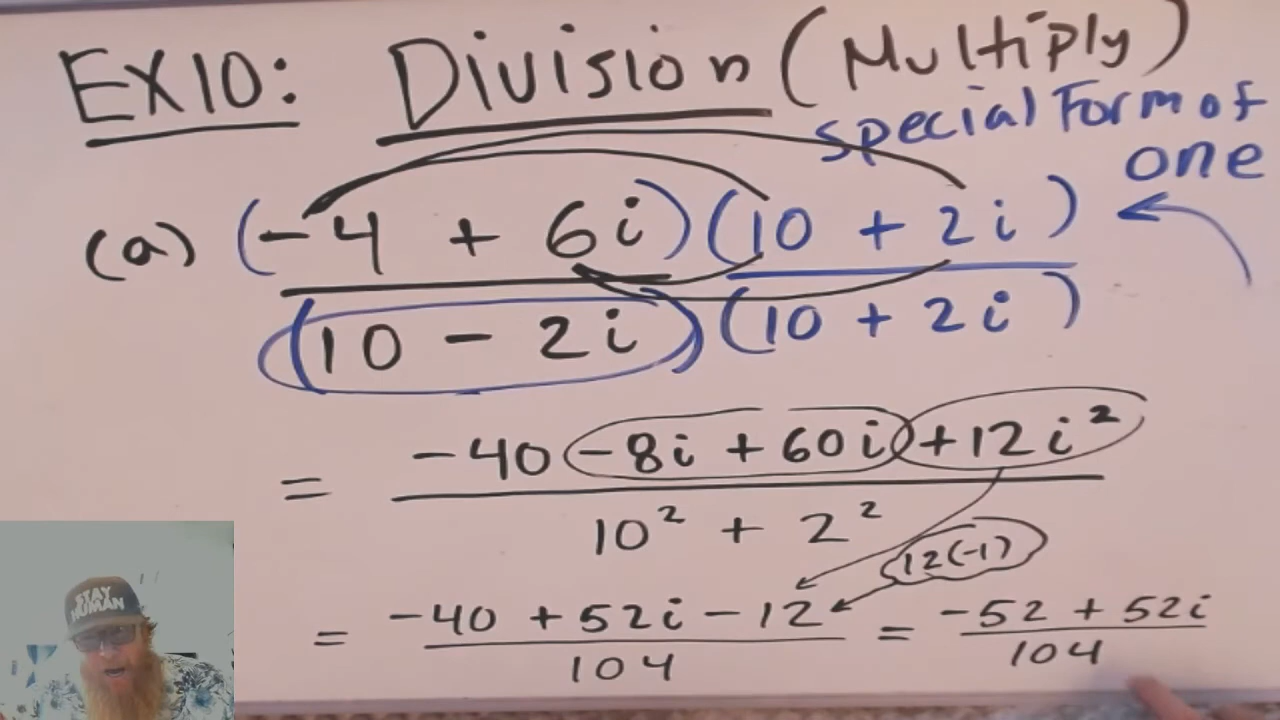 EX10: Division (Multiply)
special Form of
one
(a) (-4 + 6i)(10 + 2i)
(10 - 2i)(10 + 2i)
= -40 -8i + 60i +12i²
10² + 2²
12(-1)
= -40 +52i -12 = -52 + 52i
104 104
STAY
HUMAN